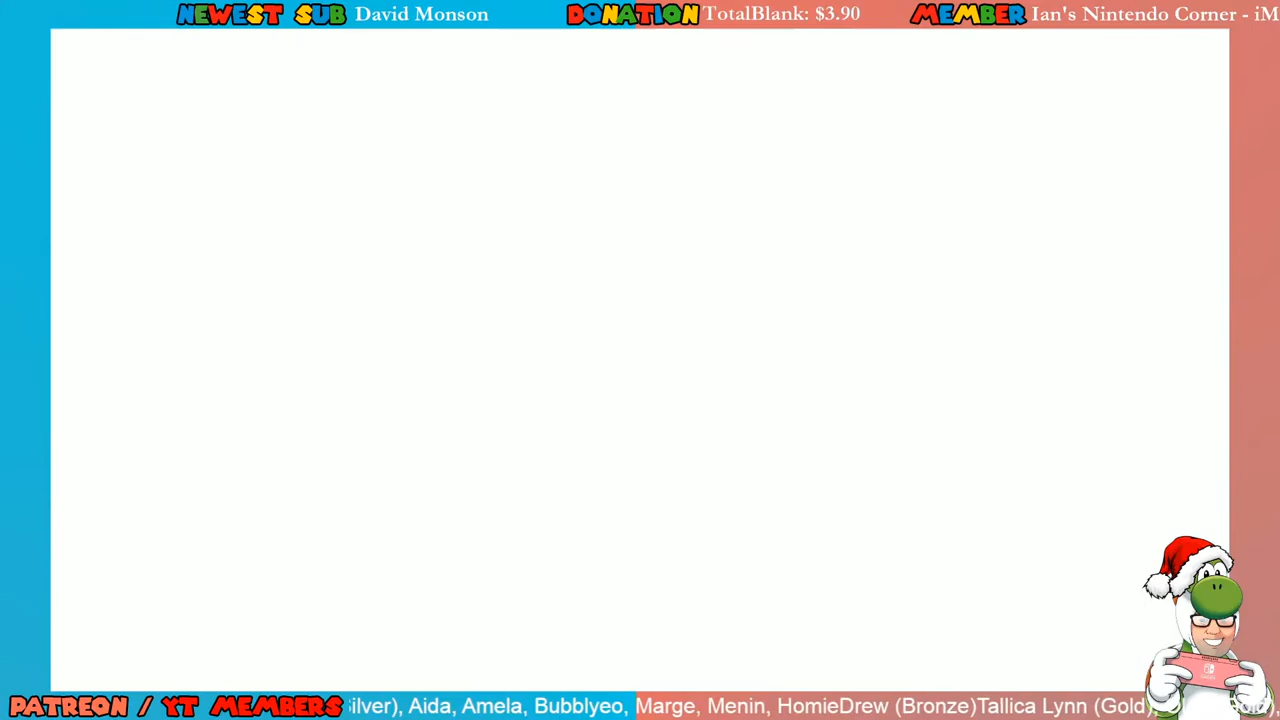 NEWEST SUB David Monson DONATION TotalBlank: $3.90 MEMBER Ian's Nintendo Corner - iM
PATREON / YT MEMBERS ilver), Aida, Amela, Bubblyeo, Marge, Menin, HomieDrew (Bronze)Tallica Lynn (Gold)